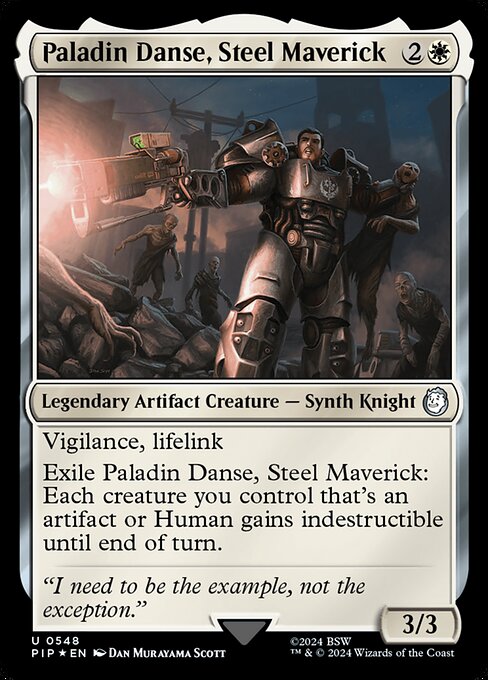 Paladin Danse, Steel Maverick 2
Legendary Artifact Creature — Synth Knight
Vigilance, lifelink
Exile Paladin Danse, Steel Maverick:
Each creature you control that's an
artifact or Human gains indestructible
until end of turn.
"I need to be the example, not the
exception."
3/3
U 0548
PIP ★ EN Dan Murayama Scott
©2024 BSW
™ & © 2024 Wizards of the Coast